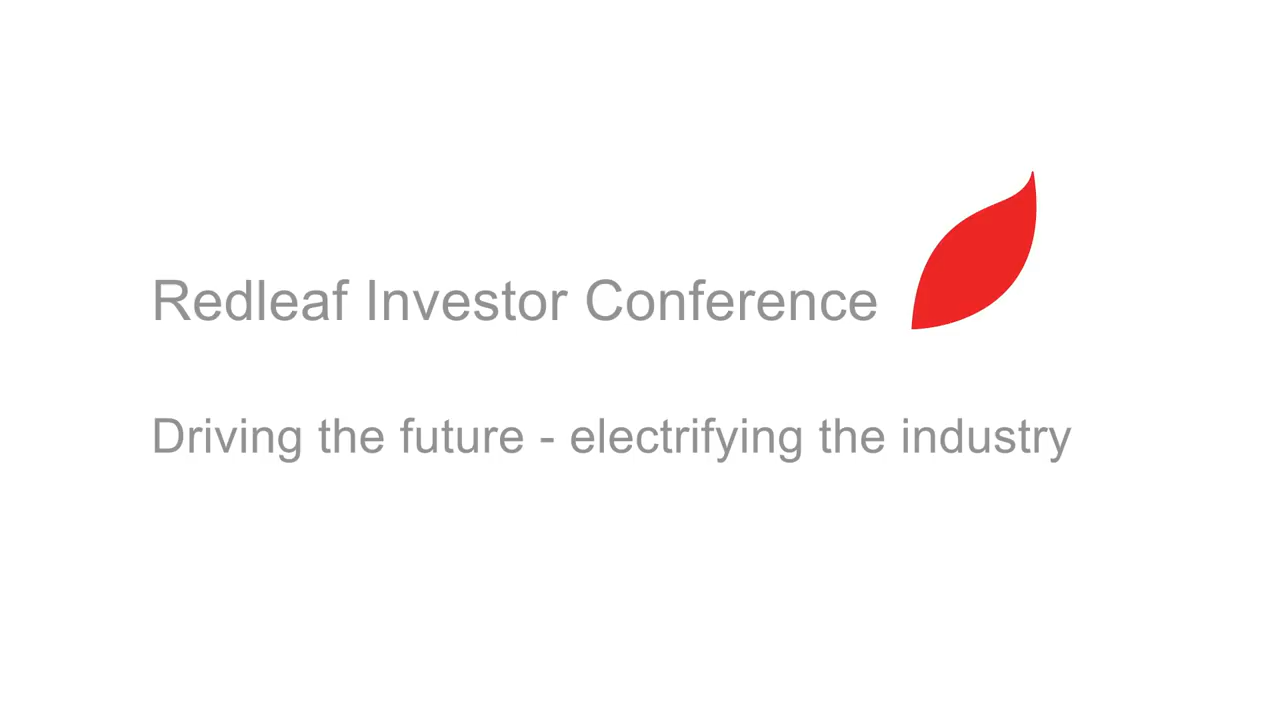 Redleaf Investor Conference
Driving the future - electrifying the industry